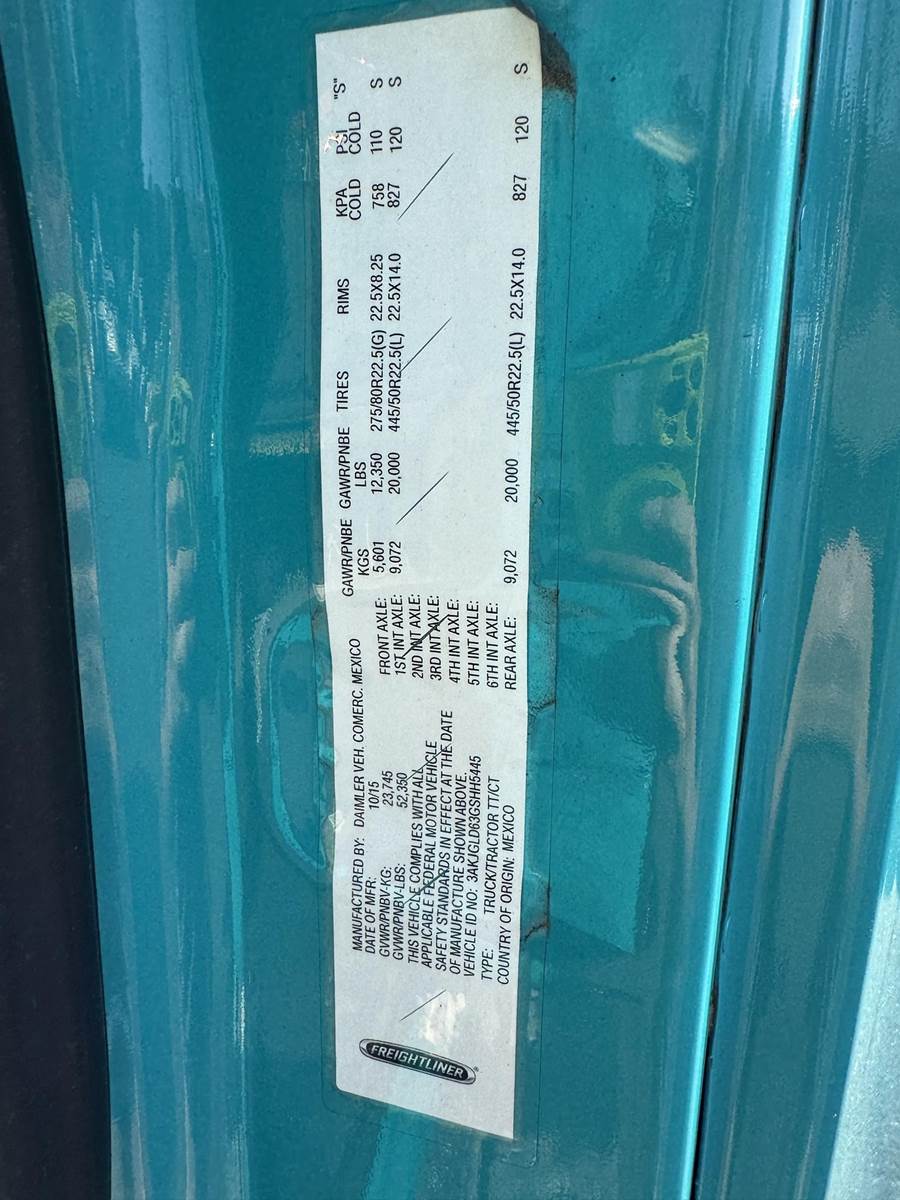 FREIGHTLINER®
MANUFACTURED BY: DAIMLER VEH. COMERC. MEXICO
DATE OF MFR: 10/15
GVWR/PNBV-KG: 23,745
GVWR/PNBV-LBS: 52,350
THIS VEHICLE COMPLIES WITH ALL
APPLICABLE FEDERAL MOTOR VEHICLE
SAFETY STANDARDS IN EFFECT AT THE DATE
OF MANUFACTURE SHOWN ABOVE.
VEHICLE ID NO: 3AKJGLD63GSHH5445
TYPE: TRUCK/TRACTOR TT/CT
COUNTRY OF ORIGIN: MEXICO
GAWR/PNBE GAWR/PNBE TIRES RIMS KPA PSI "S"
KGS LBS COLD COLD
FRONT AXLE: 5,601 12,350 275/80R22.5(G) 22.5X8.25 758 110 S
1ST INT AXLE: 9,072 20,000 445/50R22.5(L) 22.5X14.0 827 120 S
2ND INT AXLE:
3RD INT AXLE:
4TH INT AXLE:
5TH INT AXLE:
6TH INT AXLE:
REAR AXLE: 9,072 20,000 445/50R22.5(L) 22.5X14.0 827 120 S